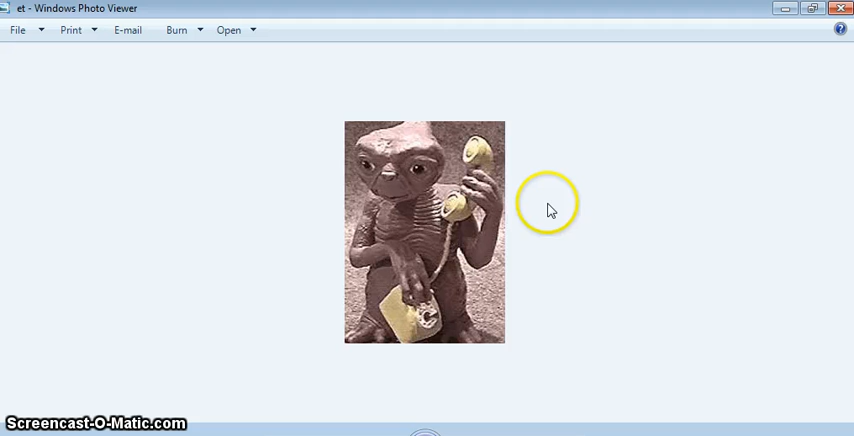 et - Windows Photo Viewer
File Print E-mail Burn Open
Screencast-O-Matic.com